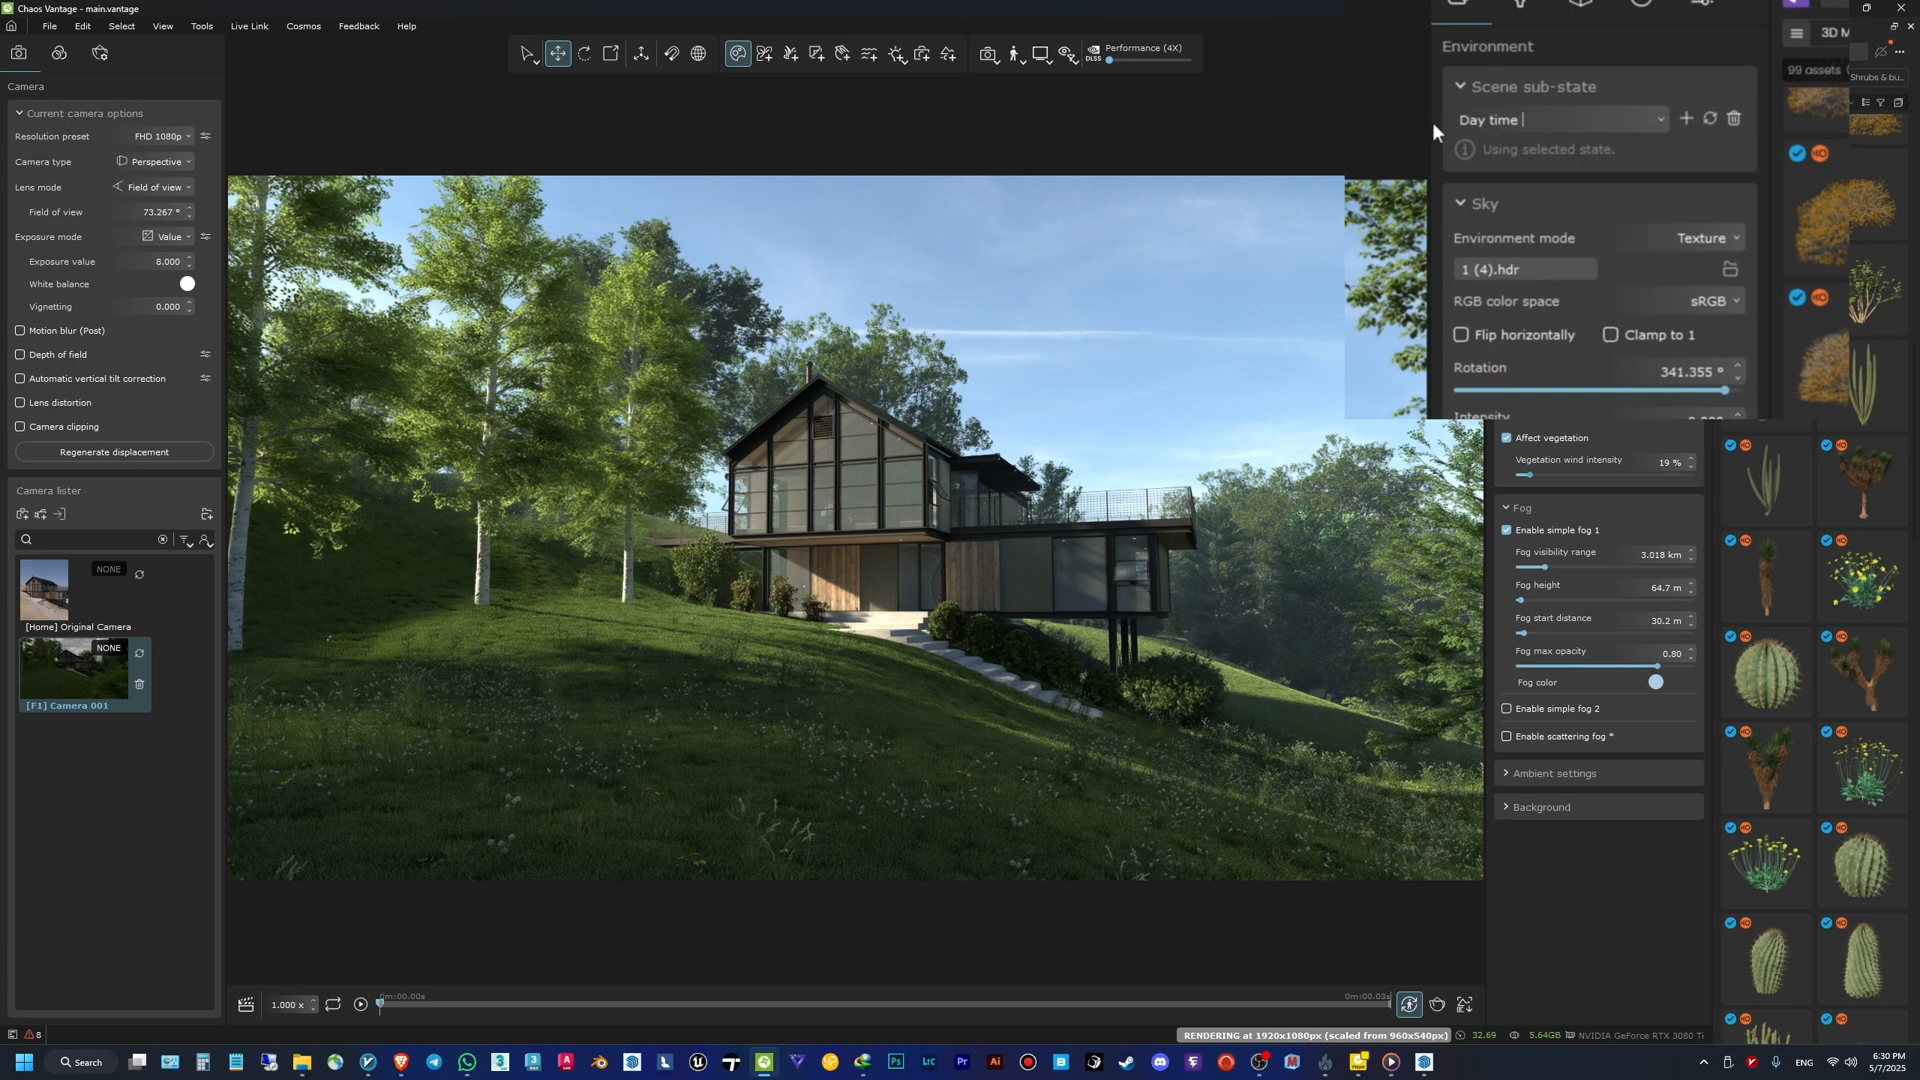 Chaos Vantage - main.vantage
File
Edit
Select
View
Tools
Live Link
Cosmos
Feedback
Help
Camera
Current camera options
Resolution preset
FHD 1080p
Camera type
Perspective
Lens mode
Field of view
Field of view
73.267 °
Exposure mode
Value
Exposure value
8.000
White balance
Vignetting
0.000
Motion blur (Post)
Depth of field
Automatic vertical tilt correction
Lens distortion
Camera clipping
Regenerate displacement
Camera lister
NONE
[Home] Original Camera
NONE
[F1] Camera 001
DLSS
Performance (4X)
Environment
Scene sub-state
Day time
Using selected state.
Sky
Environment mode
Texture
1 (4).hdr
RGB color space
sRGB
Flip horizontally
Clamp to 1
Rotation
341.355 °
Intensity
Affect vegetation
Vegetation wind intensity
19 %
Fog
Enable simple fog 1
Fog visibility range
3.018 km
Fog height
64.7 m
Fog start distance
30.2 m
Fog max opacity
0.80
Fog color
Enable simple fog 2
Enable scattering fog *
Ambient settings
Background
3D M
99 assets
Shrubs & bu...
1.000 x
0m:00.00s
0m:00.03s
RENDERING at 1920x1080px (scaled from 960x540px)
32.69
5.64GB
NVIDIA GeForce RTX 3080 Ti
8
Search
ENG
6:30 PM
5/7/2025